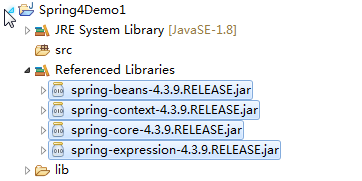 Spring4Demo1
JRE System Library [JavaSE-1.8]
src
Referenced Libraries
spring-beans-4.3.9.RELEASE.jar
spring-context-4.3.9.RELEASE.jar
spring-core-4.3.9.RELEASE.jar
spring-expression-4.3.9.RELEASE.jar
lib